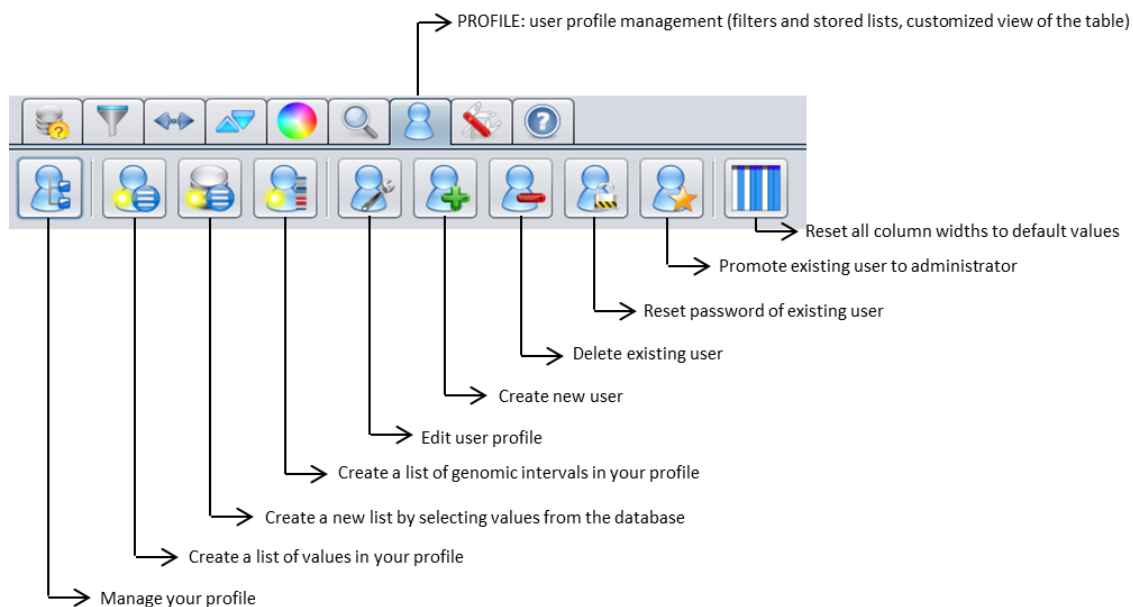 PROFILE: user profile management (filters and stored lists, customized view of the table)
Reset all column widths to default values
Promote existing user to administrator
Reset password of existing user
Delete existing user
Create new user
Edit user profile
Create a list of genomic intervals in your profile
Create a new list by selecting values from the database
Create a list of values in your profile
Manage your profile